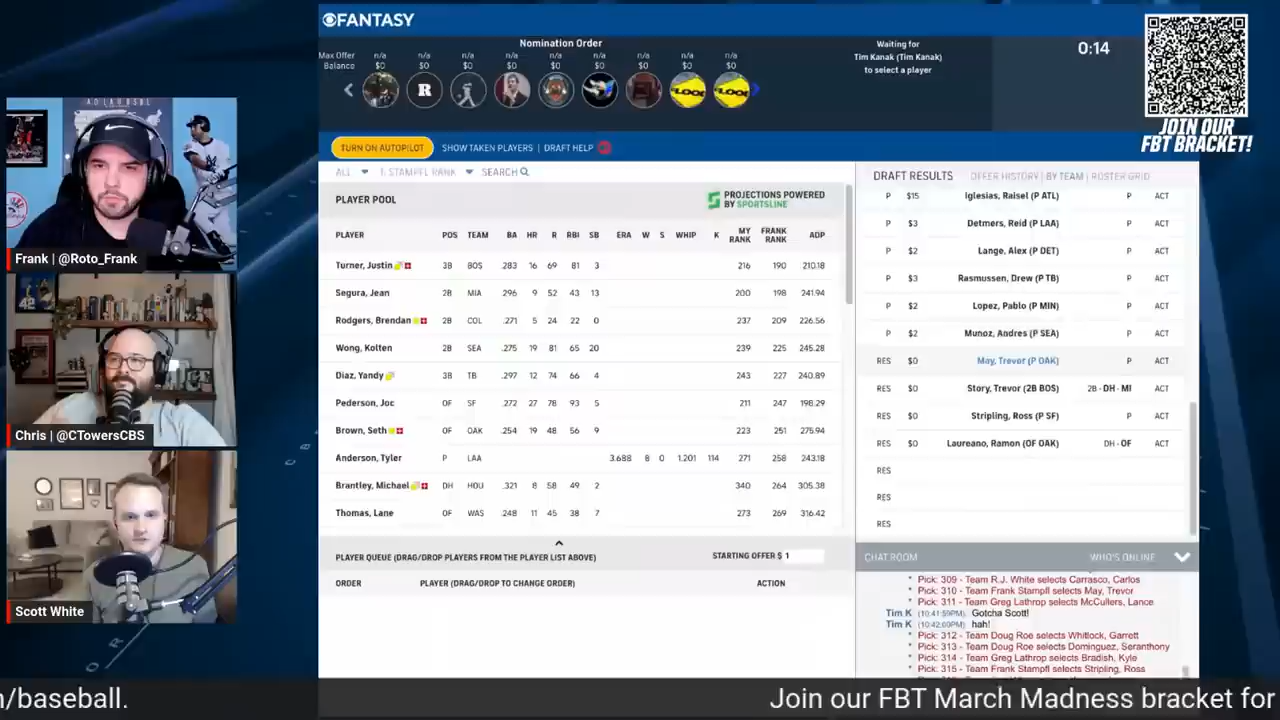 FANTASY
Nomination Order
Max Offer n/a n/a n/a n/a n/a n/a n/a n/a n/a
Balance $0 $0 $0 $0 $0 $0 $0 $0 $0
R
Waiting for
Tim Kanak (Tim Kanak)
to select a player
0:14
JOIN OUR
FBT BRACKET!
TURN ON AUTOPILOT SHOW TAKEN PLAYERS | DRAFT HELP
ALL F. STAMPFL RANK SEARCH
PLAYER POOL
PROJECTIONS POWERED
BY SPORTSLINE
PLAYER POS TEAM BA HR R RBI SB ERA W S WHIP K MY RANK FRANK RANK ADP
Turner, Justin 3B BOS .283 16 69 81 3 216 190 210.18
Segura, Jean 2B MIA .296 9 52 43 13 200 198 241.94
Rodgers, Brendan 2B COL .271 5 24 22 0 237 209 226.56
Wong, Kolten 2B SEA .275 19 81 65 20 239 225 245.28
Diaz, Yandy 3B TB .297 12 74 66 4 243 227 240.89
Pederson, Joc OF SF .272 27 78 93 5 211 247 198.29
Brown, Seth OF OAK .254 19 48 56 9 223 251 275.94
Anderson, Tyler P LAA 3.688 8 0 1.201 114 271 258 243.18
Brantley, Michael DH HOU .321 8 58 49 2 340 264 305.38
Thomas, Lane OF WAS .248 11 45 38 7 273 269 316.42
PLAYER QUEUE (DRAG/DROP PLAYERS FROM THE PLAYER LIST ABOVE) STARTING OFFER $ 1
ORDER PLAYER (DRAG/DROP TO CHANGE ORDER) ACTION
DRAFT RESULTS OFFER HISTORY | BY TEAM | ROSTER GRID
P $15 Iglesias, Raisel (P ATL) P ACT
P $3 Detmers, Reid (P LAA) P ACT
P $2 Lange, Alex (P DET) P ACT
P $3 Rasmussen, Drew (P TB) P ACT
P $2 Lopez, Pablo (P MIN) P ACT
P $2 Munoz, Andres (P SEA) P ACT
RES $0 May, Trevor (P OAK) P ACT
RES $0 Story, Trevor (2B BOS) 2B - DH - MI ACT
RES $0 Stripling, Ross (P SF) P ACT
RES $0 Laureano, Ramon (OF OAK) DH - OF ACT
RES
RES
RES
CHAT ROOM WHO'S ONLINE
* Pick: 309 - Team R.J. White selects Carrasco, Carlos
* Pick: 310 - Team Frank Stampfl selects May, Trevor
* Pick: 311 - Team Greg Lathrop selects McCullers, Lance
Tim K Gotcha Scott!
Tim K hah!
* Pick: 312 - Team Doug Roe selects Whitlock, Garrett
* Pick: 313 - Team Doug Roe selects Dominguez, Seranthony
* Pick: 314 - Team Greg Lathrop selects Bradish, Kyle
* Pick: 315 - Team Frank Stampfl selects Stripling, Ross
Frank | @Roto_Frank
Chris | @CTowersCBS
Scott White
n/baseball. Join our FBT March Madness bracket for